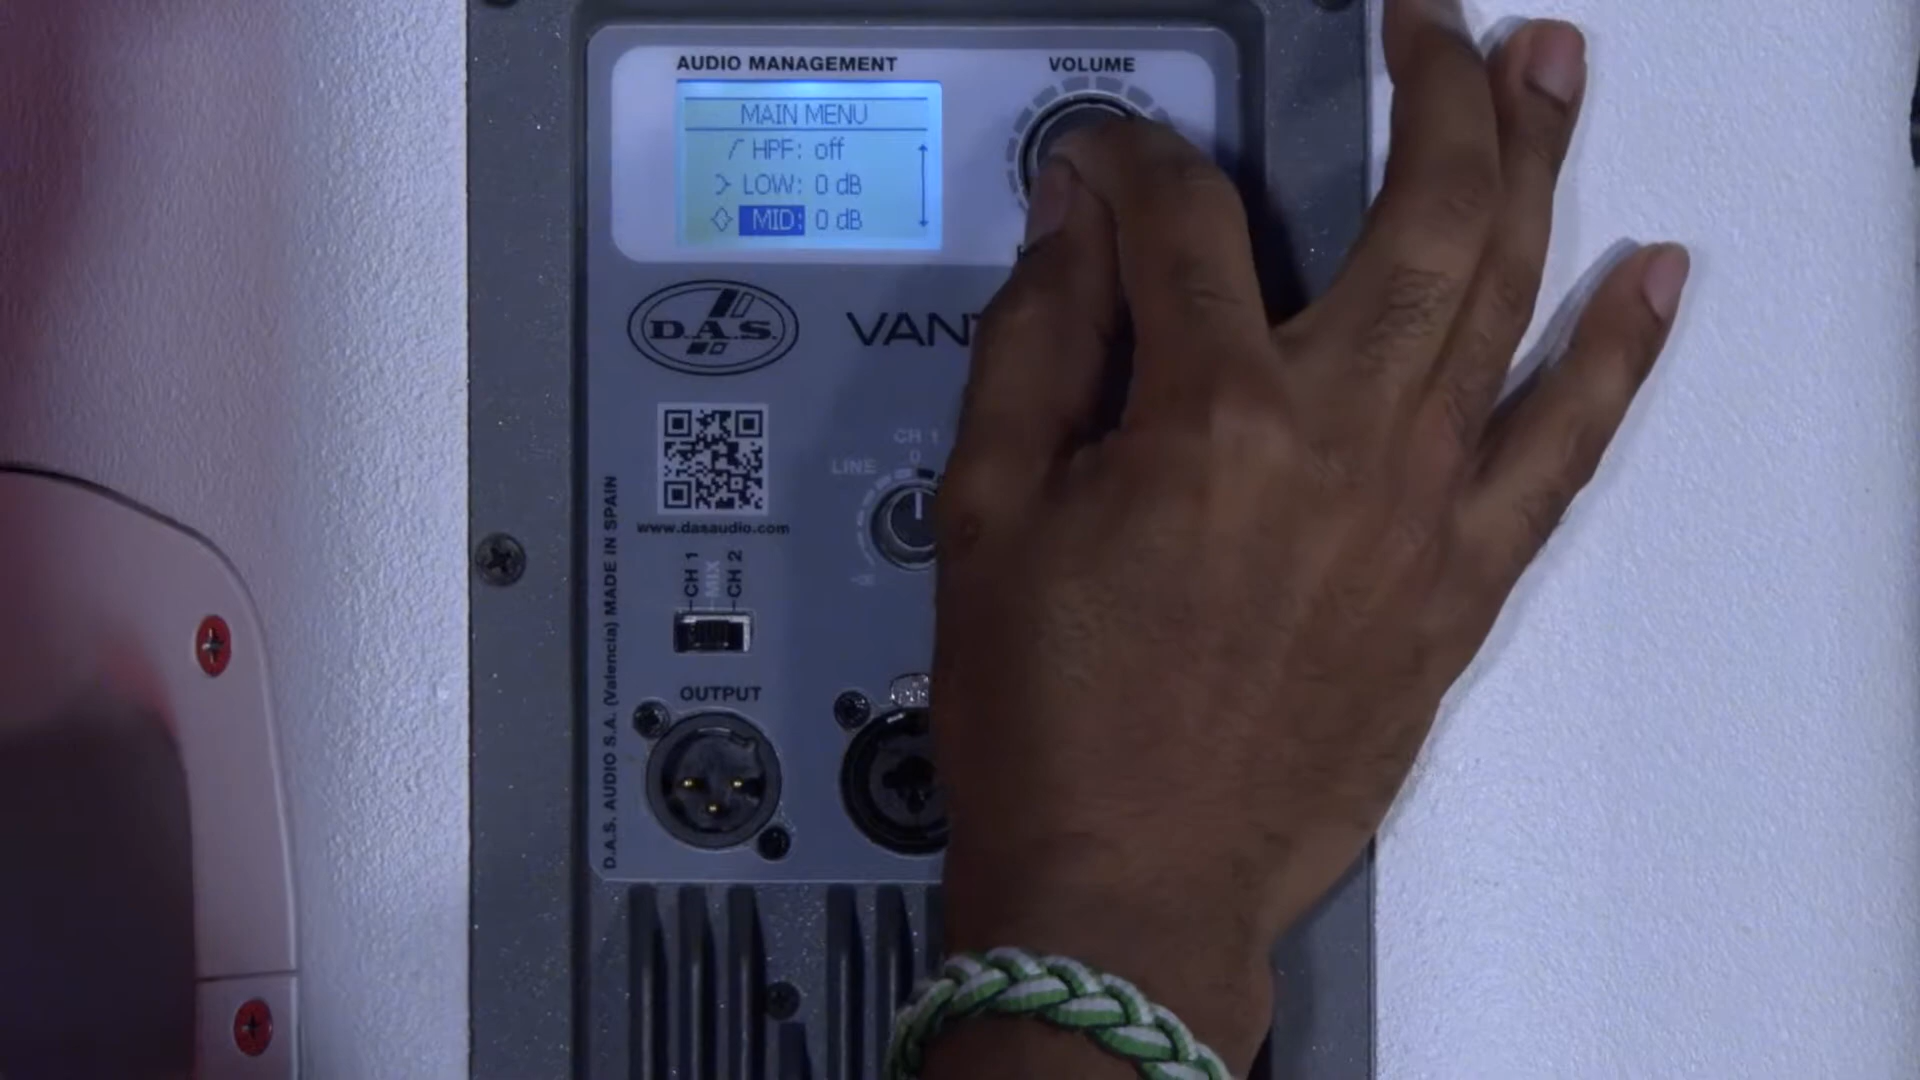 AUDIO MANAGEMENT
VOLUME
MAIN MENU
HPF: off
LOW: 0 dB
MID: 0 dB
D.A.S.
CH 1
0
LINE
www.dasaudio.com
CH 1
MIX
CH 2
OUTPUT
D.A.S. AUDIO S.A. (Valencia) MADE IN SPAIN